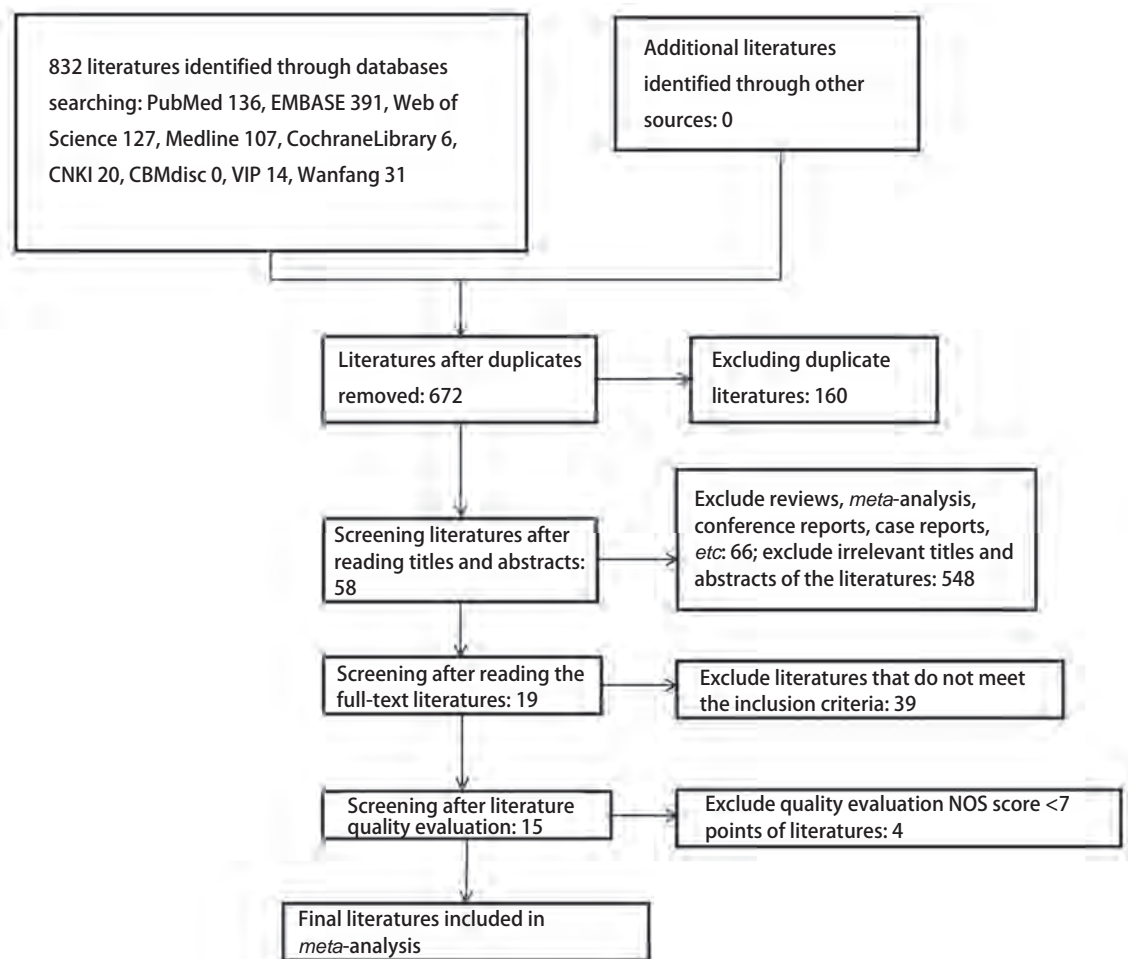 832 literatures identified through databases
searching: PubMed 136, EMBASE 391, Web of
Science 127, Medline 107, CochraneLibrary 6,
CNKI 20, CBMdisc 0, VIP 14, Wanfang 31
Additional literatures
identified through other
sources: 0
Literatures after duplicates
removed: 672
Excluding duplicate
literatures: 160
Screening literatures after
reading titles and abstracts:
58
Exclude reviews, meta-analysis,
conference reports, case reports,
etc: 66; exclude irrelevant titles and
abstracts of the literatures: 548
Screening after reading the
full-text literatures: 19
Exclude literatures that do not meet
the inclusion criteria: 39
Screening after literature
quality evaluation: 15
Exclude quality evaluation NOS score <7
points of literatures: 4
Final literatures included in
meta-analysis